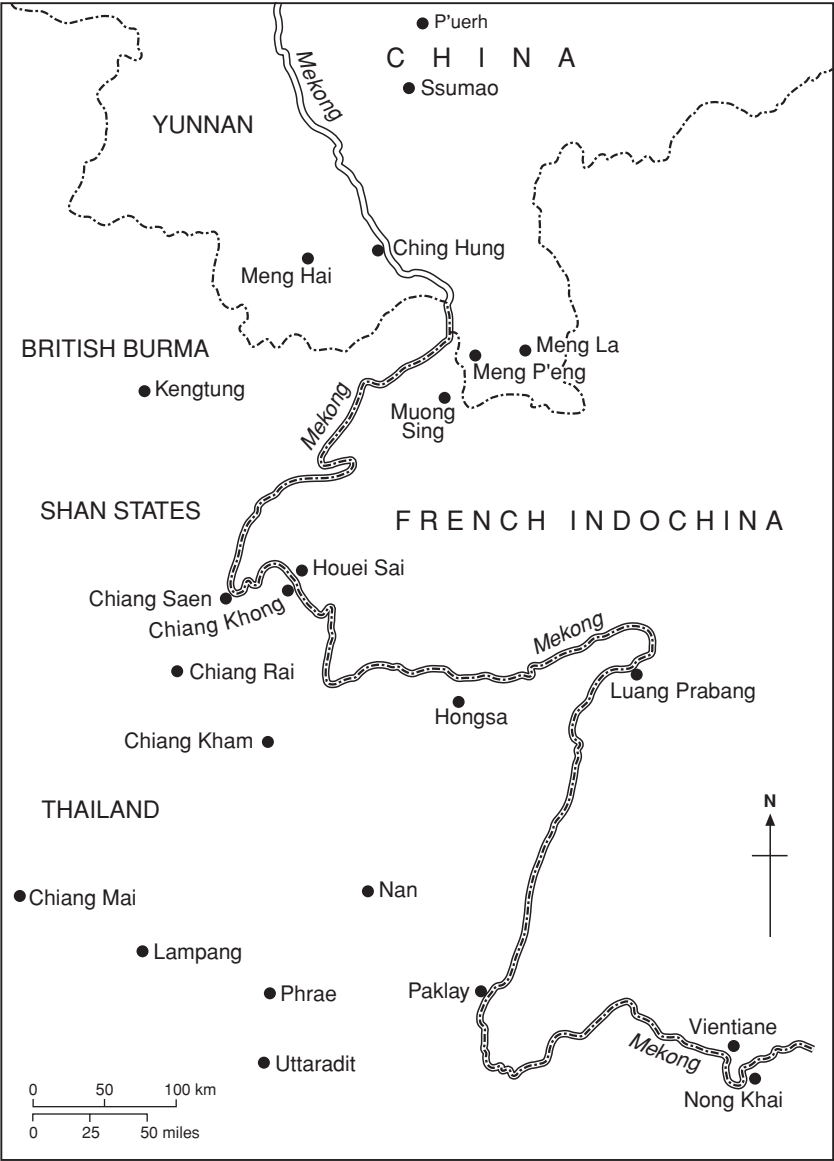 P'uerh
C H I N A
Mekong
Ssumao
YUNNAN
Ching Hung
Meng Hai
BRITISH BURMA
Meng La
Meng P'eng
Kengtung
Mekong
Muong
Sing
SHAN STATES
FRENCH INDOCHINA
Houei Sai
Chiang Saen
Chiang Khong
Mekong
Chiang Rai
Luang Prabang
Hongsa
Chiang Kham
THAILAND
N
Chiang Mai
Nan
Lampang
Phrae
Paklay
Vientiane
Mekong
Uttaradit
Nong Khai
0 50 100 km
0 25 50 miles